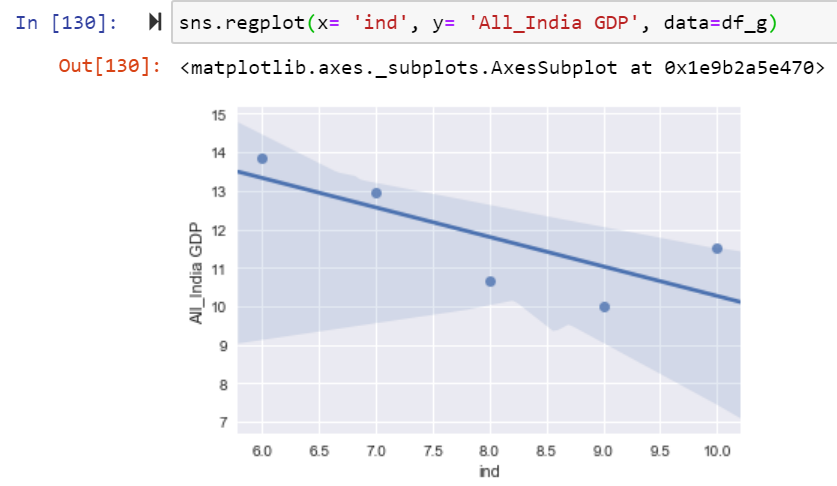 In [130]: sns.regplot(x= 'ind', y= 'All_India GDP', data=df_g)
Out[130]: <matplotlib.axes._subplots.AxesSubplot at 0x1e9b2a5e470>
15
14
13
12
11
10
9
8
7
All_India GDP
6.0 6.5 7.0 7.5 8.0 8.5 9.0 9.5 10.0
ind